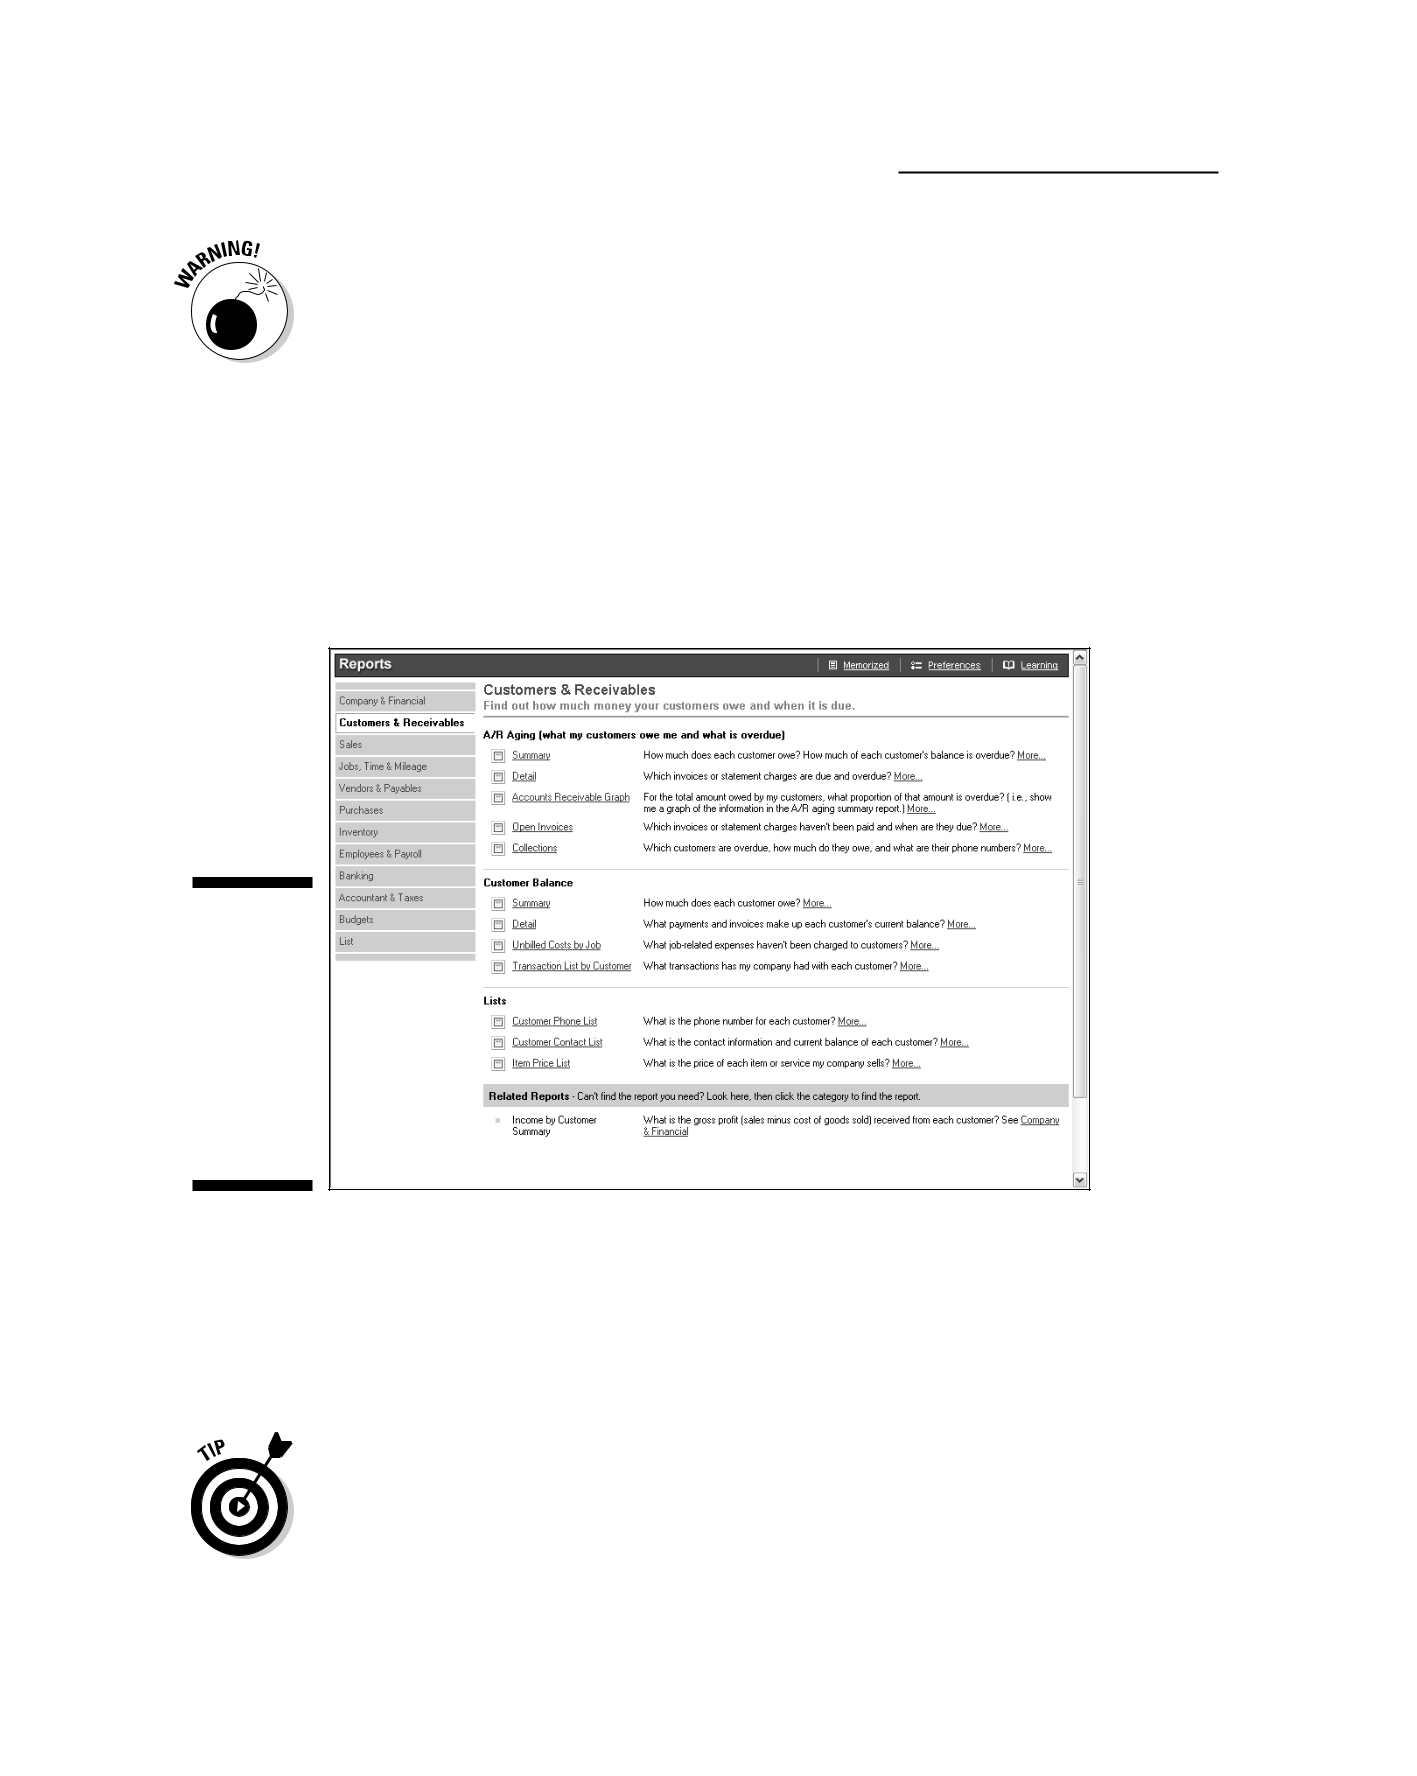 WARNING!
Reports
Memorized
Preferences
Learning
Company & Financial
Customers & Receivables
Sales
Jobs, Time & Mileage
Vendors & Payables
Purchases
Inventory
Employees & Payroll
Banking
Accountant & Taxes
Budgets
List
Customers & Receivables
Find out how much money your customers owe and when it is due.
A/R Aging (what my customers owe me and what is overdue)
Summary How much does each customer owe? How much of each customer's balance is overdue? More...
Detail Which invoices or statement charges are due and overdue? More...
Accounts Receivable Graph For the total amount owed by my customers, what proportion of that amount is overdue? ( i.e., show
me a graph of the information in the A/R aging summary report.) More...
Open Invoices Which invoices or statement charges haven't been paid and when are they due? More...
Collections Which customers are overdue, how much do they owe, and what are their phone numbers? More...
Customer Balance
Summary How much does each customer owe? More...
Detail What payments and invoices make up each customer's current balance? More...
Unbilled Costs by Job What job-related expenses haven't been charged to customers? More...
Transaction List by Customer What transactions has my company had with each customer? More...
Lists
Customer Phone List What is the phone number for each customer? More...
Customer Contact List What is the contact information and current balance of each customer? More...
Item Price List What is the price of each item or service my company sells? More...
Related Reports - Can't find the report you need? Look here, then click the category to find the report.
Income by Customer What is the gross profit (sales minus cost of goods sold) received from each customer? See Company
Summary & Financial
TIP